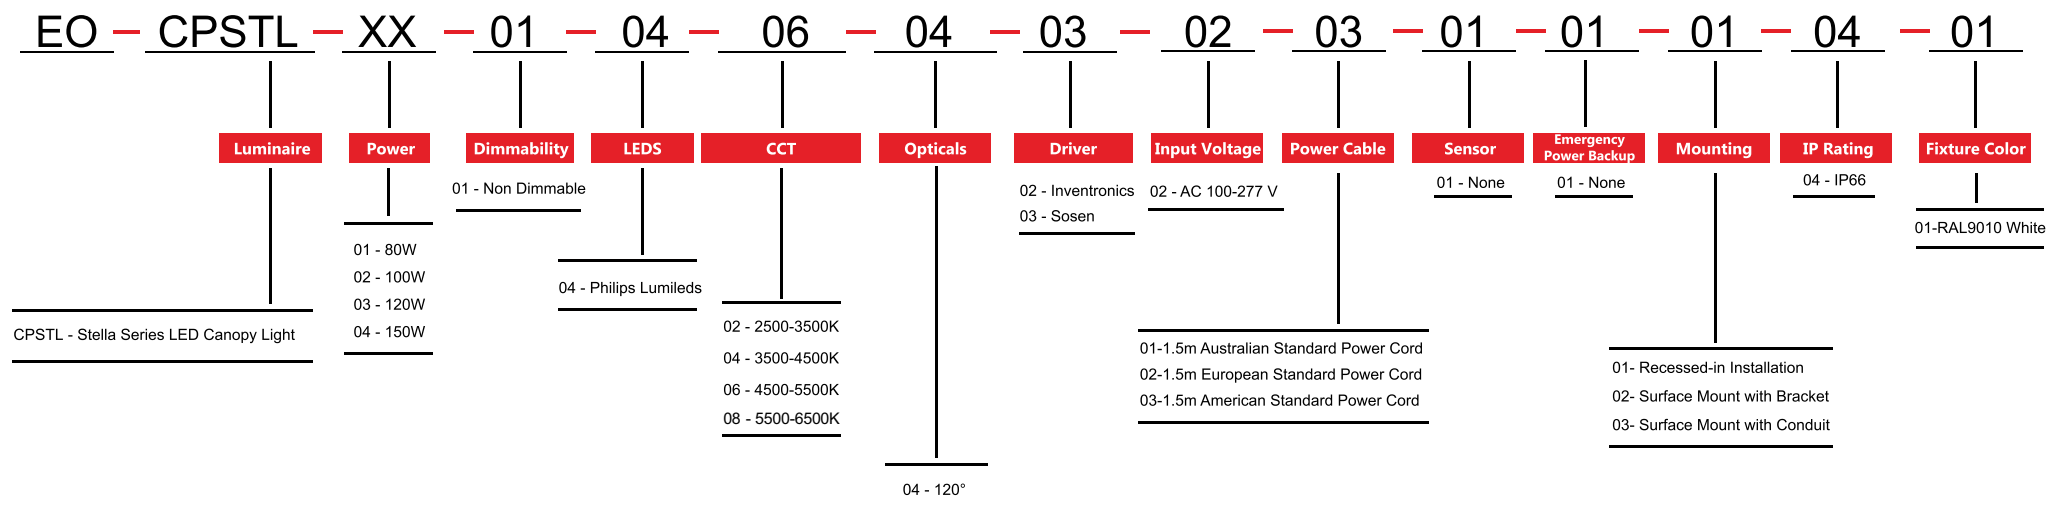 EO — CPSTL — XX — 01 — 04 — 06 — 04 — 03 — 02 — 03 — 01 — 01 — 01 — 04 — 01
Luminaire
CPSTL - Stella Series LED Canopy Light
Power
01 - 80W
02 - 100W
03 - 120W
04 - 150W
Dimmability
01 - Non Dimmable
LEDS
04 - Philips Lumileds
CCT
02 - 2500-3500K
04 - 3500-4500K
06 - 4500-5500K
08 - 5500-6500K
Opticals
04 - 120°
Driver
02 - Inventronics
03 - Sosen
Input Voltage
02 - AC 100-277 V
Power Cable
01-1.5m Australian Standard Power Cord
02-1.5m European Standard Power Cord
03-1.5m American Standard Power Cord
Sensor
01 - None
Emergency
Power Backup
01 - None
Mounting
01- Recessed-in Installation
02- Surface Mount with Bracket
03- Surface Mount with Conduit
IP Rating
04 - IP66
Fixture Color
01-RAL9010 White